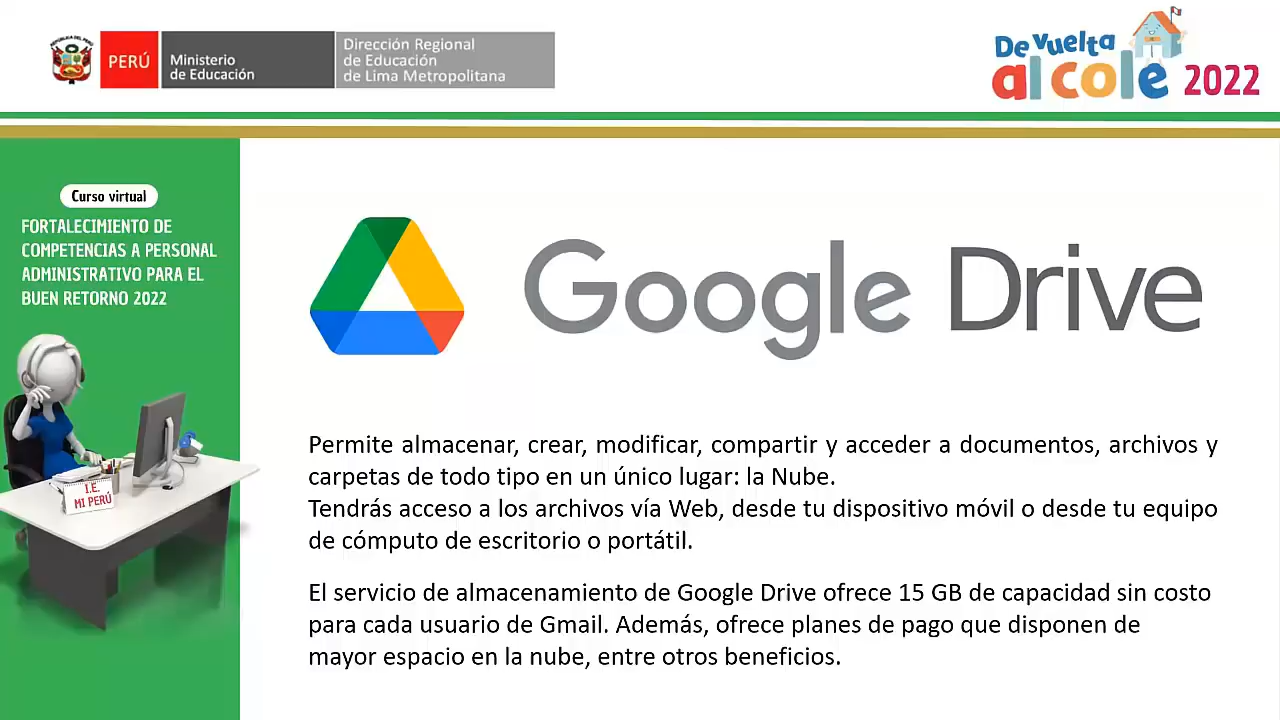 PERÚ
Ministerio
de Educación
Dirección Regional
de Educación
de Lima Metropolitana
De vuelta
al cole 2022
Curso virtual
FORTALECIMIENTO DE
COMPETENCIAS A PERSONAL
ADMINISTRATIVO PARA EL
BUEN RETORNO 2022
I.E.
MI PERÚ
Google Drive
Permite almacenar, crear, modificar, compartir y acceder a documentos, archivos y
carpetas de todo tipo en un único lugar: la Nube.
Tendrás acceso a los archivos vía Web, desde tu dispositivo móvil o desde tu equipo
de cómputo de escritorio o portátil.
El servicio de almacenamiento de Google Drive ofrece 15 GB de capacidad sin costo
para cada usuario de Gmail. Además, ofrece planes de pago que disponen de
mayor espacio en la nube, entre otros beneficios.